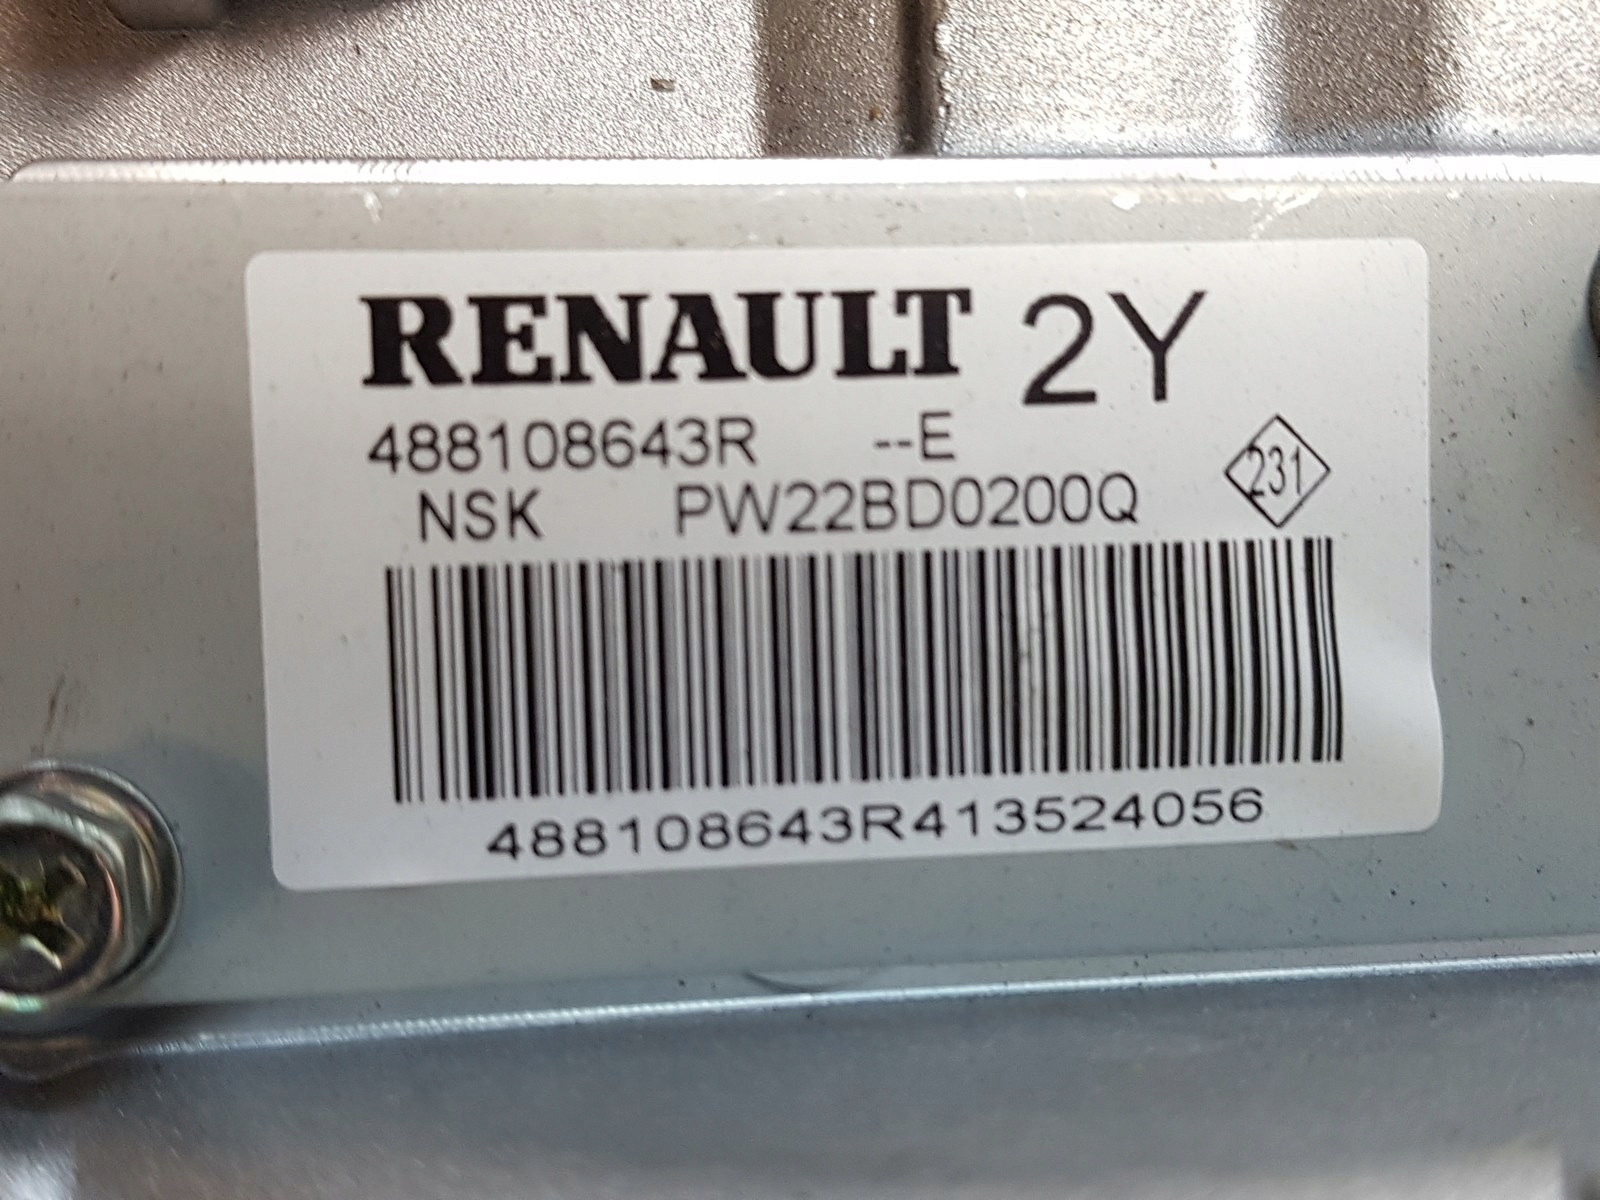 RENAULT 2Y
488108643R --E
NSK PW22BD0200Q 231
488108643R413524056